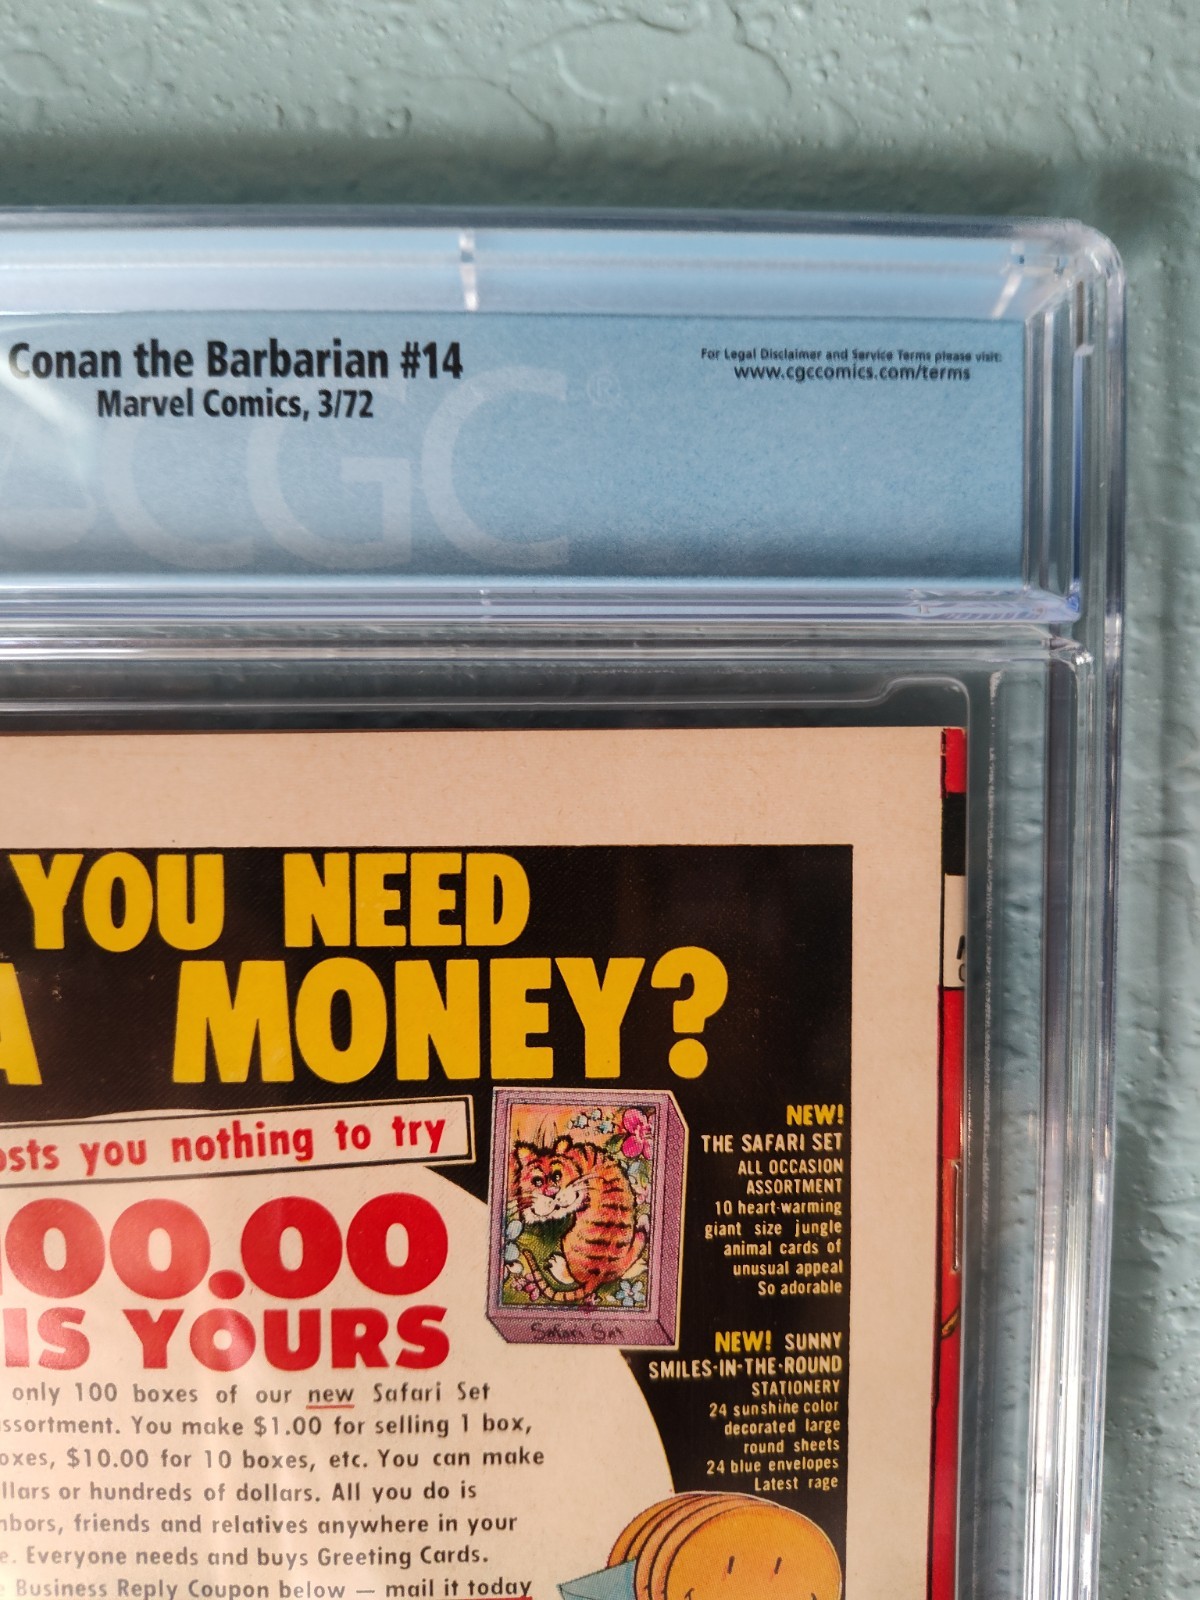 Conan the Barbarian #14
Marvel Comics, 3/72
For Legal Disclaimer and Service Terms please visit:
www.cgccomics.com/terms
CGC®
YOU NEED
A MONEY?
osts you nothing to try
100.00
IS YOURS
only 100 boxes of our new Safari Set
ssortment. You make $1.00 for selling 1 box,
oxes, $10.00 for 10 boxes, etc. You can make
llars or hundreds of dollars. All you do is
hbors, friends and relatives anywhere in your
e. Everyone needs and buys Greeting Cards.
Business Reply Coupon below — mail it today
Safari Set
NEW!
THE SAFARI SET
ALL OCCASION
ASSORTMENT
10 heart-warming
giant size jungle
animal cards of
unusual appeal
So adorable
NEW! SUNNY
SMILES-IN-THE-ROUND
STATIONERY
24 sunshine color
decorated large
round sheets
24 blue envelopes
Latest rage